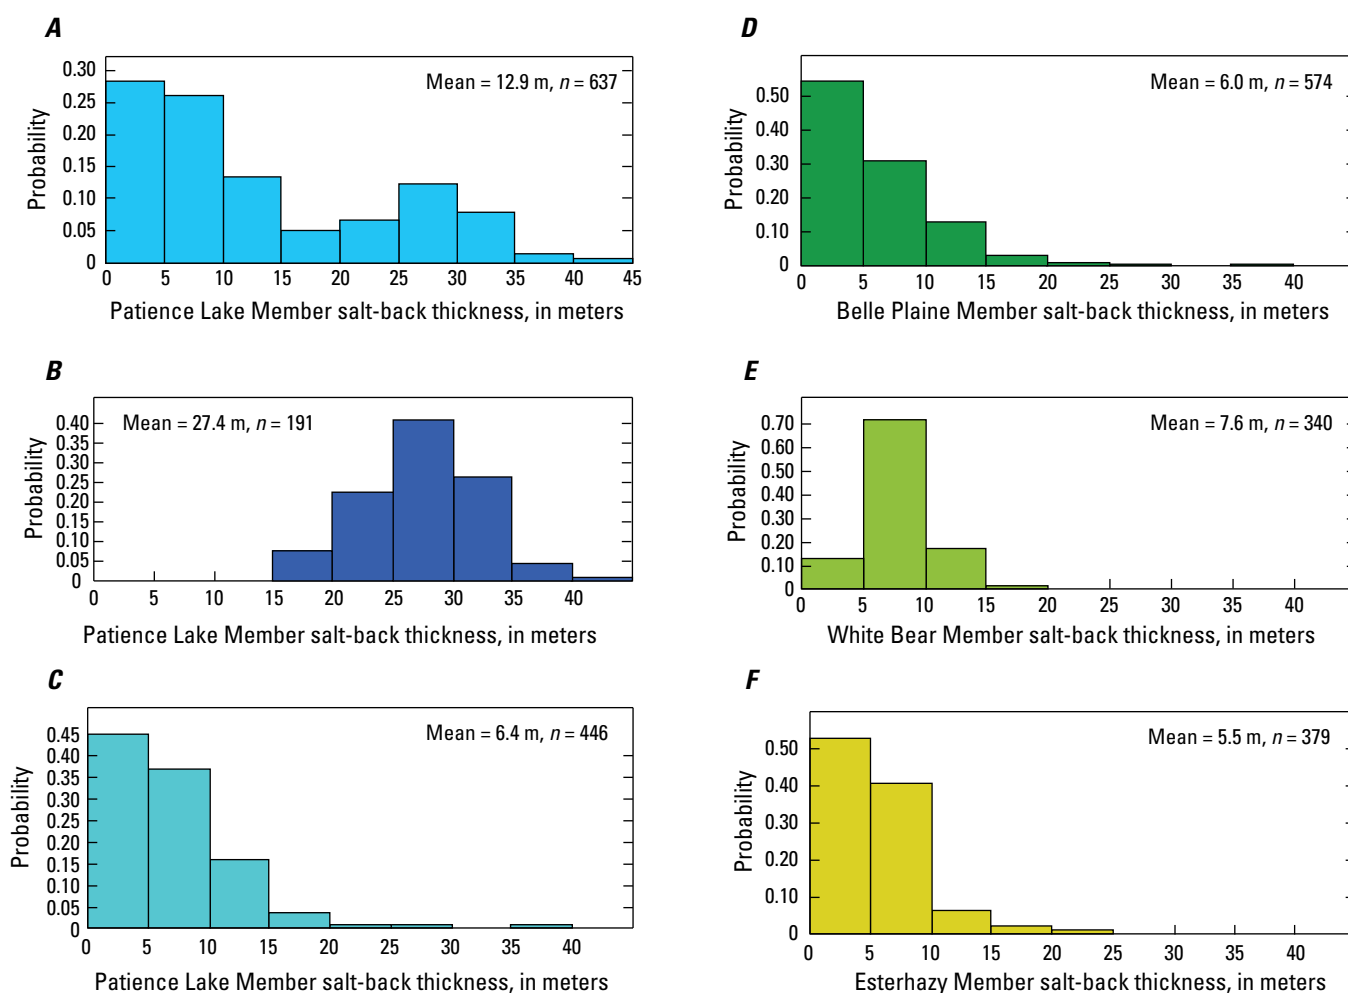 A
Mean = 12.9 m, n = 637
Probability
0.30
0.25
0.20
0.15
0.10
0.05
0
0 5 10 15 20 25 30 35 40 45
Patience Lake Member salt-back thickness, in meters
B
Mean = 27.4 m, n = 191
Probability
0.40
0.35
0.30
0.25
0.20
0.15
0.10
0.05
0
0 5 10 15 20 25 30 35 40
Patience Lake Member salt-back thickness, in meters
C
Mean = 6.4 m, n = 446
Probability
0.45
0.40
0.35
0.30
0.25
0.20
0.15
0.10
0.05
0
0 5 10 15 20 25 30 35 40
Patience Lake Member salt-back thickness, in meters
D
Mean = 6.0 m, n = 574
Probability
0.50
0.40
0.30
0.20
0.10
0
0 5 10 15 20 25 30 35 40
Belle Plaine Member salt-back thickness, in meters
E
Mean = 7.6 m, n = 340
Probability
0.70
0.60
0.50
0.40
0.30
0.20
0.10
0
0 5 10 15 20 25 30 35 40
White Bear Member salt-back thickness, in meters
F
Mean = 5.5 m, n = 379
Probability
0.50
0.40
0.30
0.20
0.10
0
0 5 10 15 20 25 30 35 40
Esterhazy Member salt-back thickness, in meters